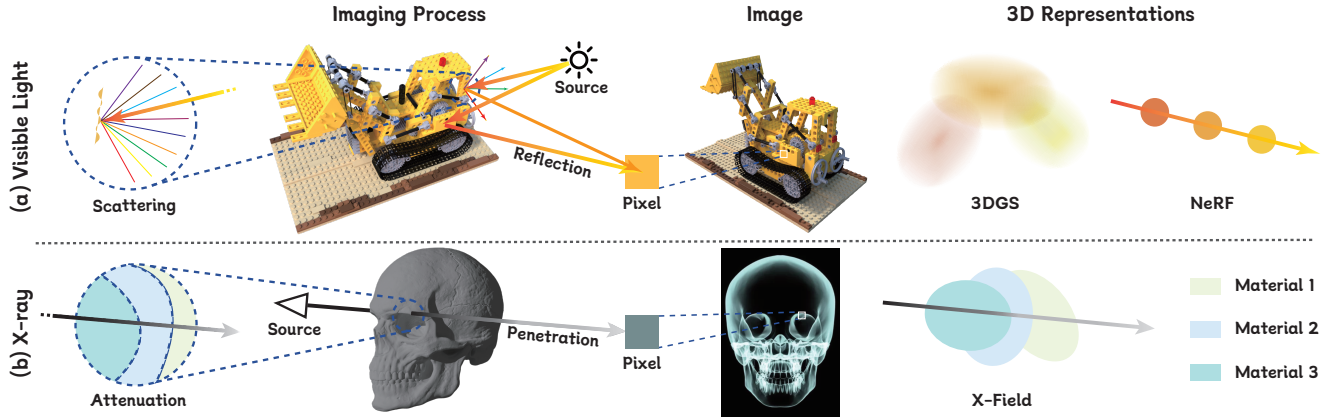 Imaging Process
Image
3D Representations
(a) Visible Light
Scattering
Source
Reflection
Pixel
3DGS
NeRF
(b) X-ray
Attenuation
Source
Penetration
Pixel
X-Field
Material 1
Material 2
Material 3